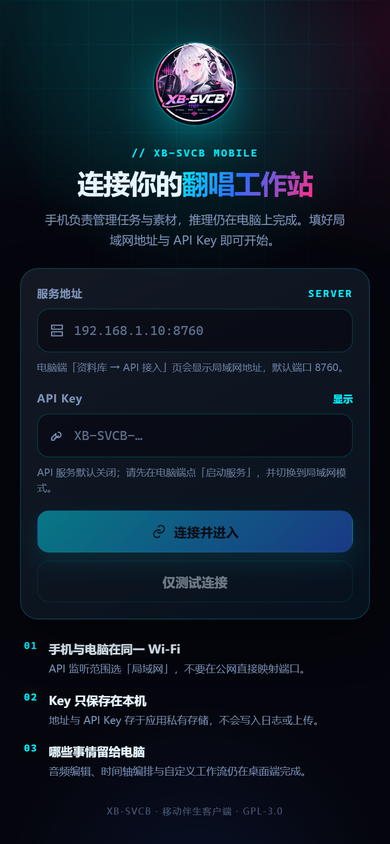 XB-SVCB
// XB-SVCB MOBILE
连接你的翻唱工作站
手机负责管理任务与素材，推理仍在电脑上完成。填好局
域网地址与 API Key 即可开始。
服务地址 SERVER
192.168.1.10:8760
电脑端「资料库 → API 接入」页会显示局域网地址，默认端口 8760。
API Key 显示
XB-SVCB-…
API 服务默认关闭；请先在电脑端点「启动服务」，并切换到局域网模
式。
连接并进入
仅测试连接
01 手机与电脑在同一 Wi-Fi
API 监听范围选「局域网」，不要在公网直接映射端口。
02 Key 只保存在本机
地址与 API Key 存于应用私有存储，不会写入日志或上传。
03 哪些事情留给电脑
音频编辑、时间轴编排与自定义工作流仍在桌面端完成。
XB-SVCB · 移动伴生客户端 · GPL-3.0